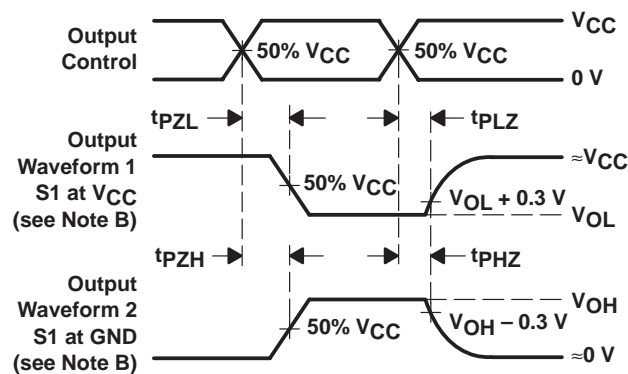 Output
Control
50% VCC
50% VCC
VCC
0 V
tPZL
tPLZ
Output
Waveform 1
S1 at VCC
(see Note B)
50% VCC
≈VCC
VOL + 0.3 V
VOL
tPZH
tPHZ
Output
Waveform 2
S1 at GND
(see Note B)
50% VCC
VOH
VOH − 0.3 V
≈0 V